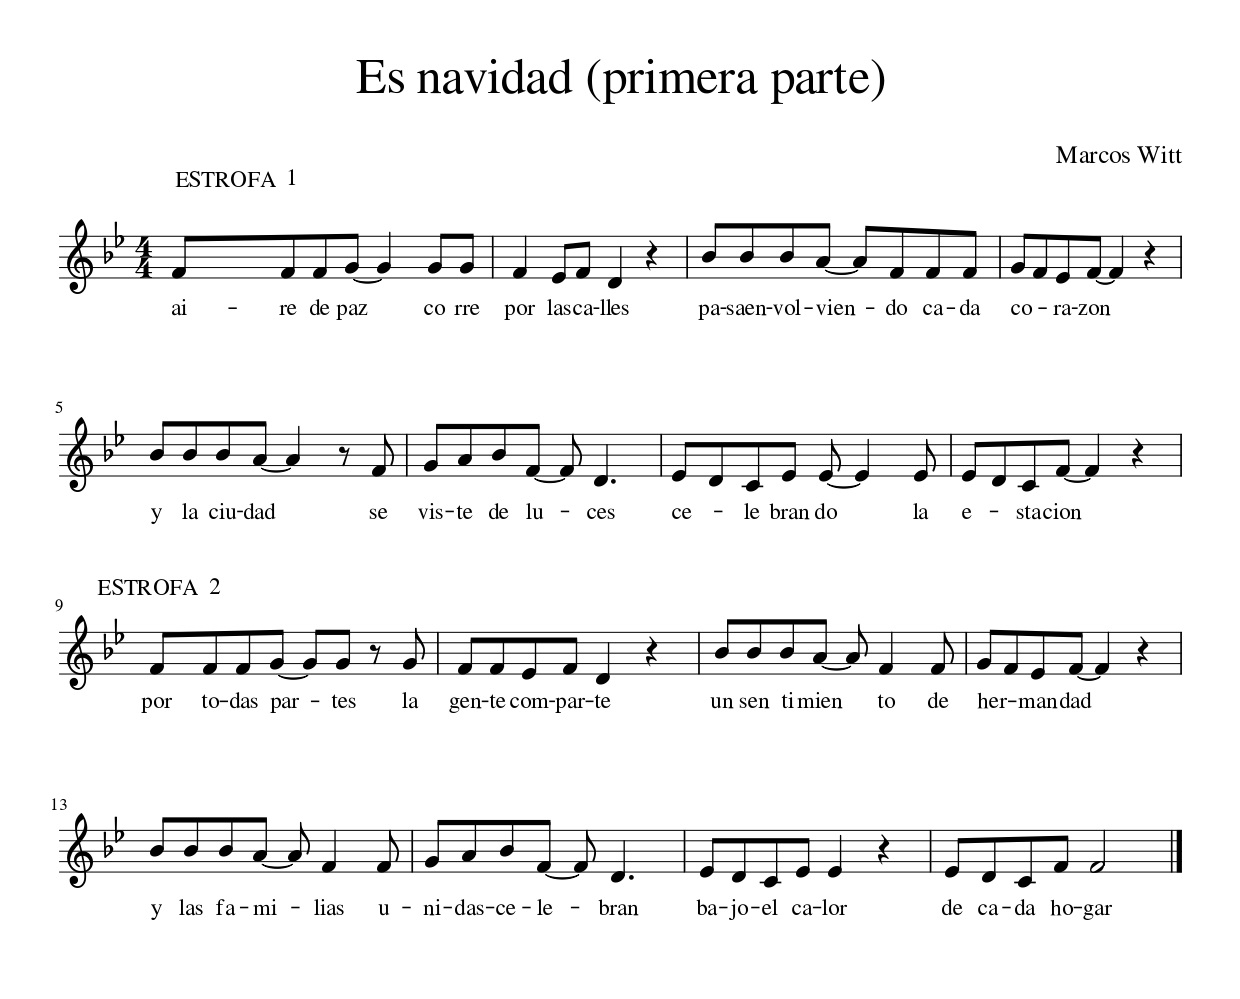 Es navidad (primera parte)
Marcos Witt
ESTROFA 1
4
4
ai - re de paz co rre por las ca - lles pa - saen - vol - vien - do ca - da co - ra - zon
5
y la ciu - dad se vis - te de lu - ces ce - le bran do la e - stacion
ESTROFA 2
9
por to - das par - tes la gen - te com - par - te un sen ti mien to de her - mandad
13
y las fa - mi - lias u - ni - das - ce - le - bran ba - jo - el ca - lor de ca - da ho - gar